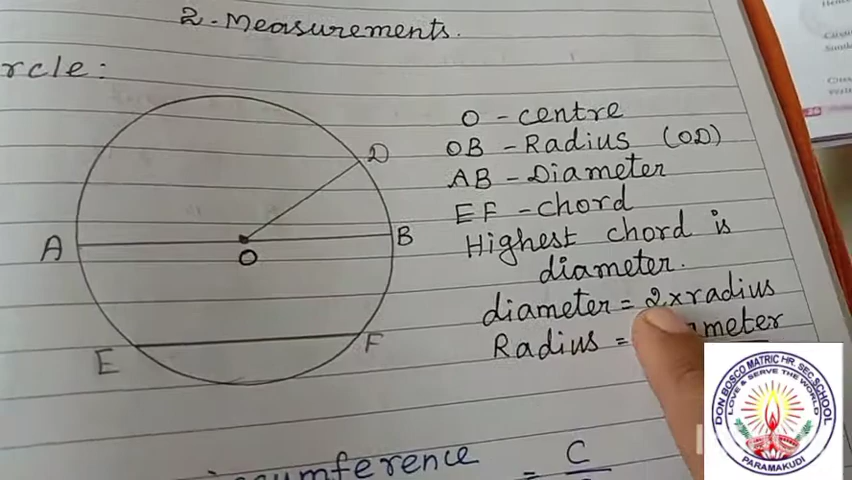 2-Measurements.
rcle:
O - centre
OB - Radius (OD)
AB - Diameter
EF - chord
Highest chord is
diameter.
diameter = 2 x radius
Radius = meter
D
A
B
O
E
F
cumference = C
DON BOSCO MATRIC HR. SEC SCHOOL
LOVE & SERVE THE WORLD
PARAMAKUDI